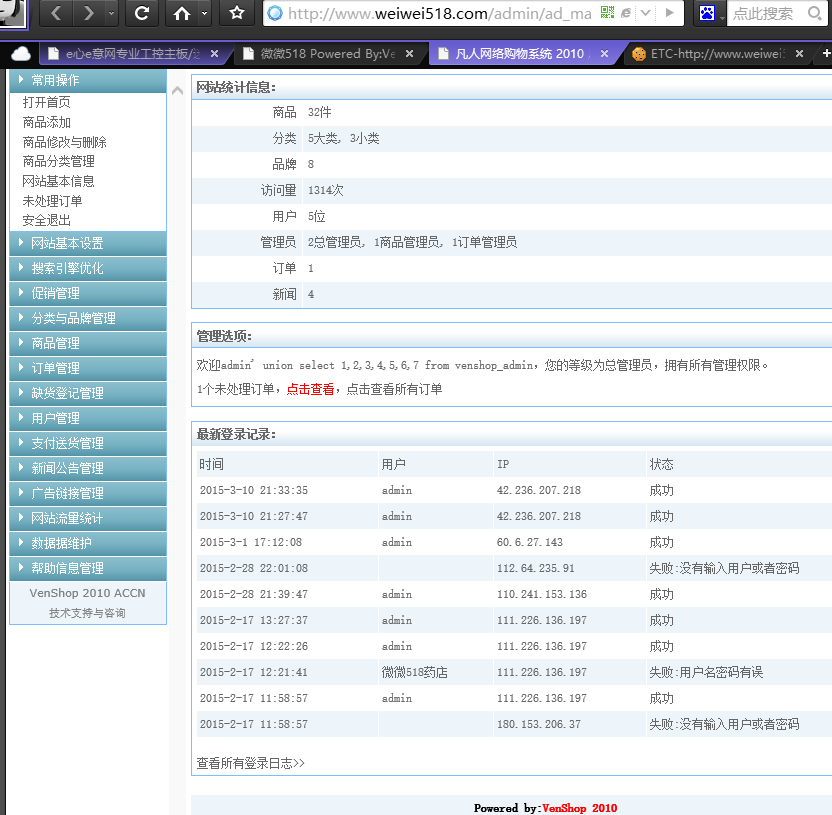 http://www.weiwei518.com/admin/ad_ma
点此搜索
e心e意网专业工控主板/
微微518 Powered By:Ve
凡人网络购物系统 2010
ETC-http://www.weiwei
常用操作
打开首页
商品添加
商品修改与删除
商品分类管理
网站基本信息
未处理订单
安全退出
网站基本设置
搜索引擎优化
促销管理
分类与品牌管理
商品管理
订单管理
缺货登记管理
用户管理
支付送货管理
新闻公告管理
广告链接管理
网站流量统计
数据据维护
帮助信息管理
VenShop 2010 ACCN
技术支持与咨询
网站统计信息:
商品 32件
分类 5大类, 3小类
品牌 8
访问量 1314次
用户 5位
管理员 2总管理员, 1商品管理员, 1订单管理员
订单 1
新闻 4
管理选项:
欢迎admin' union select 1,2,3,4,5,6,7 from venshop_admin，您的等级为总管理员，拥有所有管理权限。
1个未处理订单，点击查看，点击查看所有订单
最新登录记录:
时间 用户 IP 状态
2015-3-10 21:33:35 admin 42.236.207.218 成功
2015-3-10 21:27:47 admin 42.236.207.218 成功
2015-3-1 17:12:08 admin 60.6.27.143 成功
2015-2-28 22:01:08 112.64.235.91 失败:没有输入用户或者密码
2015-2-28 21:39:47 admin 110.241.153.136 成功
2015-2-17 13:27:37 admin 111.226.136.197 成功
2015-2-17 12:22:26 admin 111.226.136.197 成功
2015-2-17 12:21:41 微微518药店 111.226.136.197 失败:用户名密码有误
2015-2-17 11:58:57 admin 111.226.136.197 成功
2015-2-17 11:58:57 180.153.206.37 失败:没有输入用户或者密码
查看所有登录日志>>
Powered by:VenShop 2010